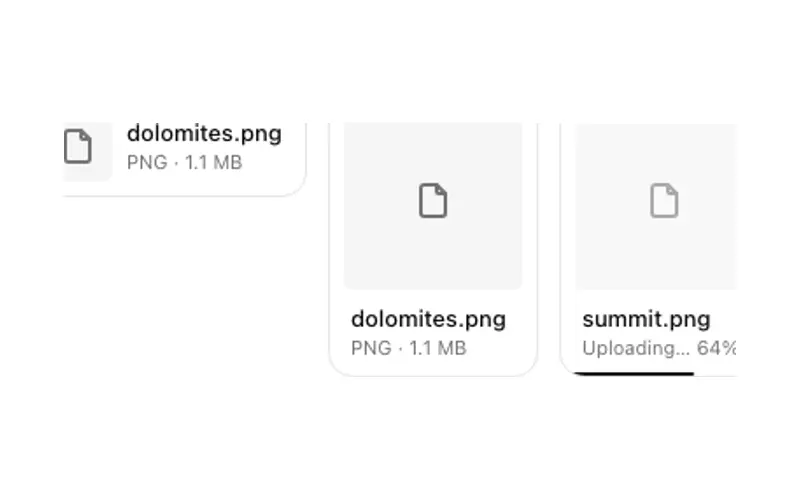 dolomites.png
PNG · 1.1 MB
dolomites.png
PNG · 1.1 MB
summit.png
Uploading... 64%